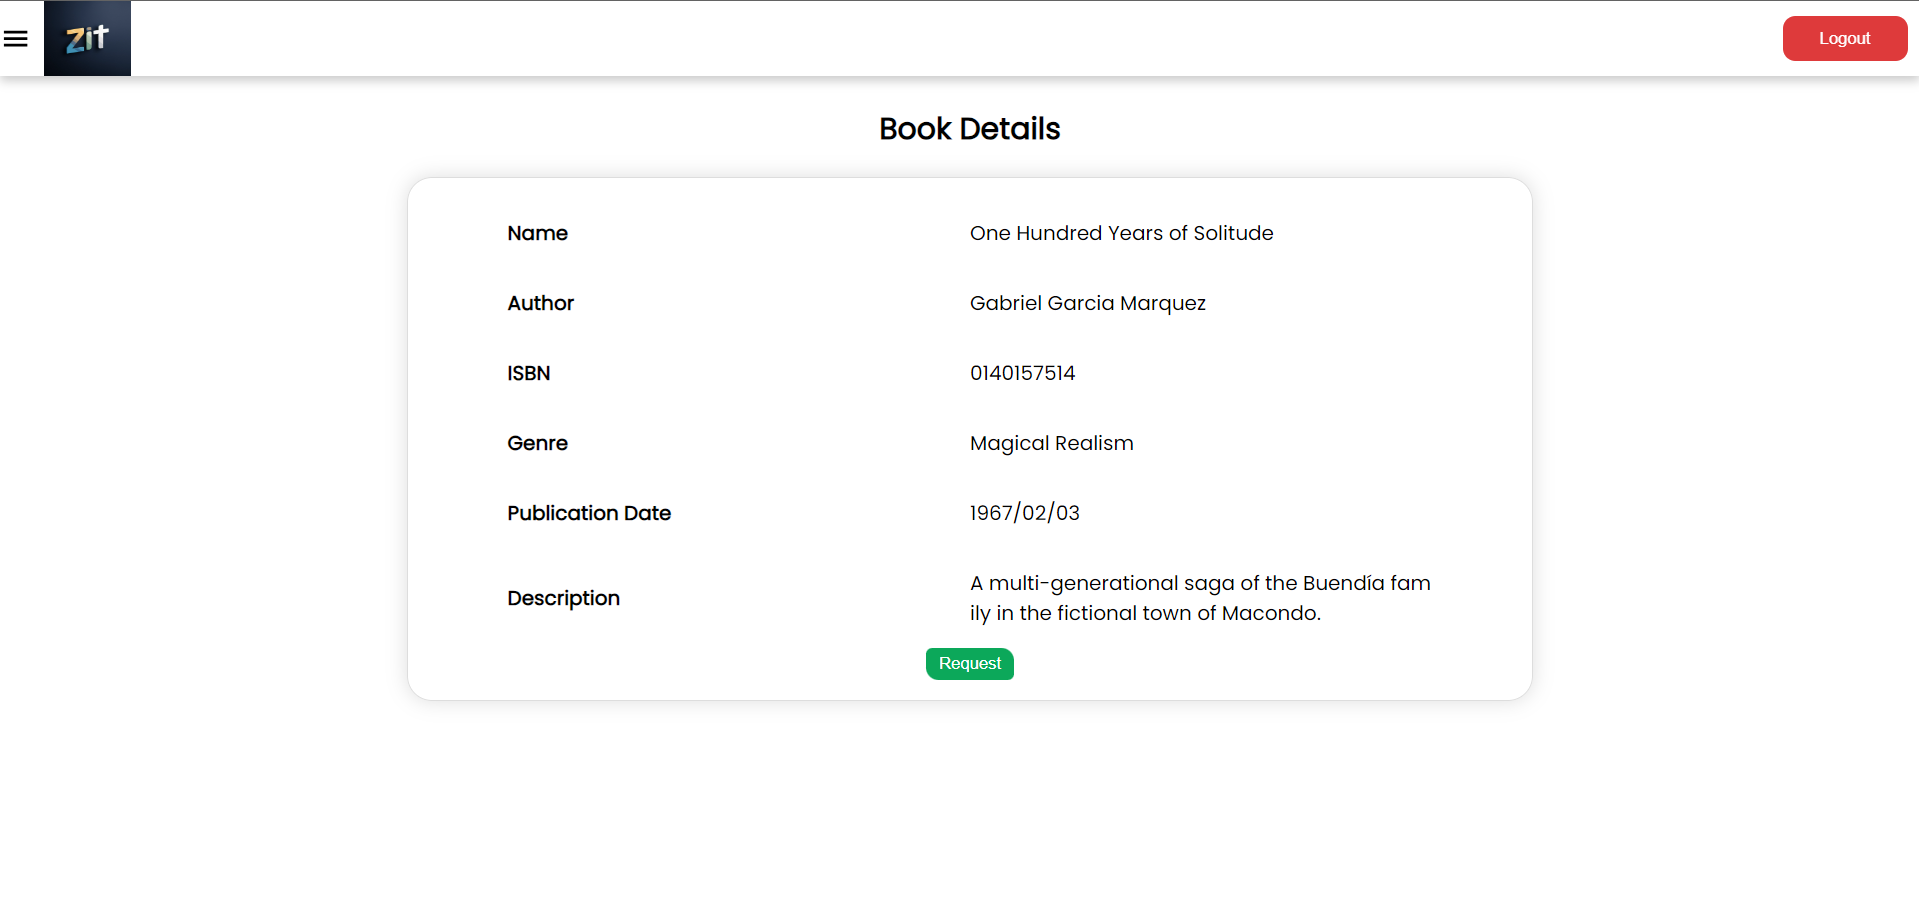 Zit
Logout
Book Details
Name
One Hundred Years of Solitude
Author
Gabriel Garcia Marquez
ISBN
0140157514
Genre
Magical Realism
Publication Date
1967/02/03
Description
A multi-generational saga of the Buendía fam
ily in the fictional town of Macondo.
Request